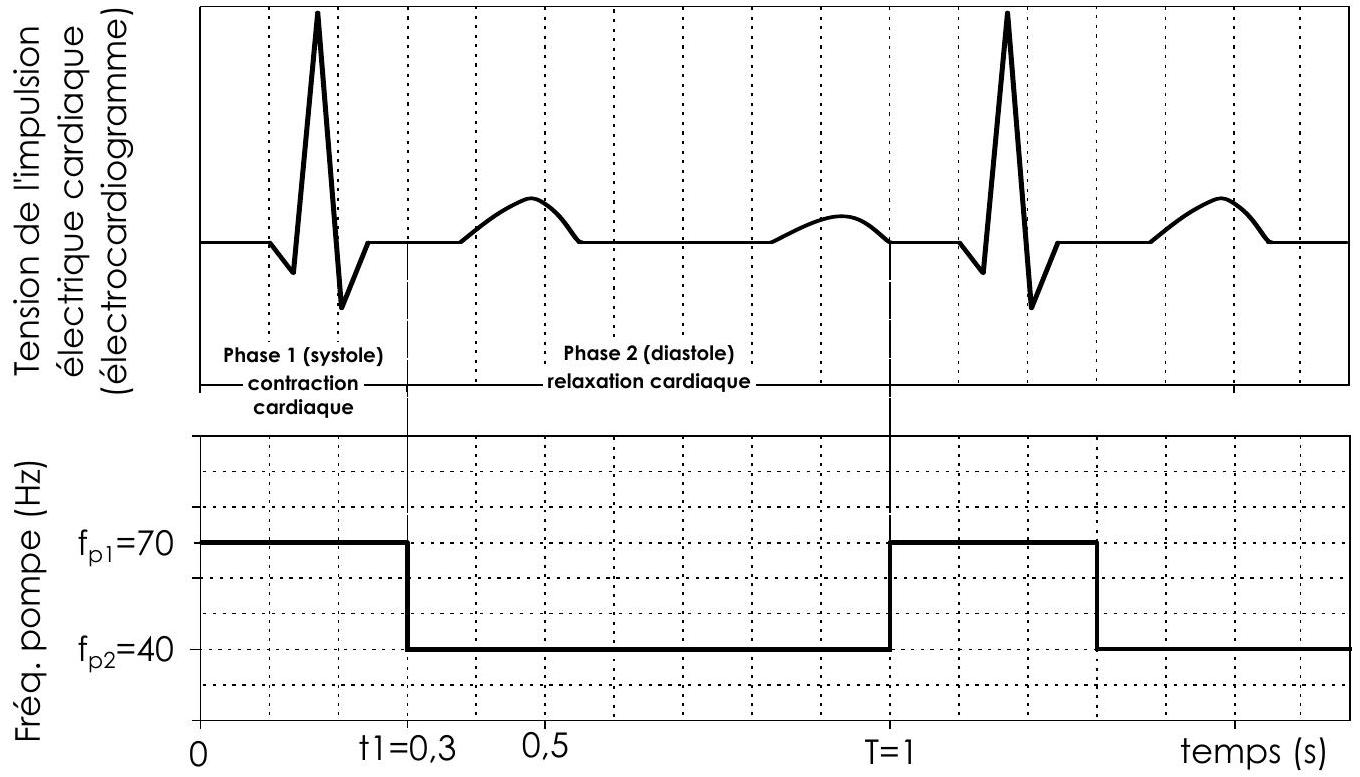 Tension de l'impulsion
électrique cardiaque
(électrocardiogramme)
Phase 1 (systole)
contraction
cardiaque
Phase 2 (diastole)
relaxation cardiaque
Fréq. pompe (Hz)
fp1=70
fp2=40
0
t1=0,3
0,5
T=1
temps (s)